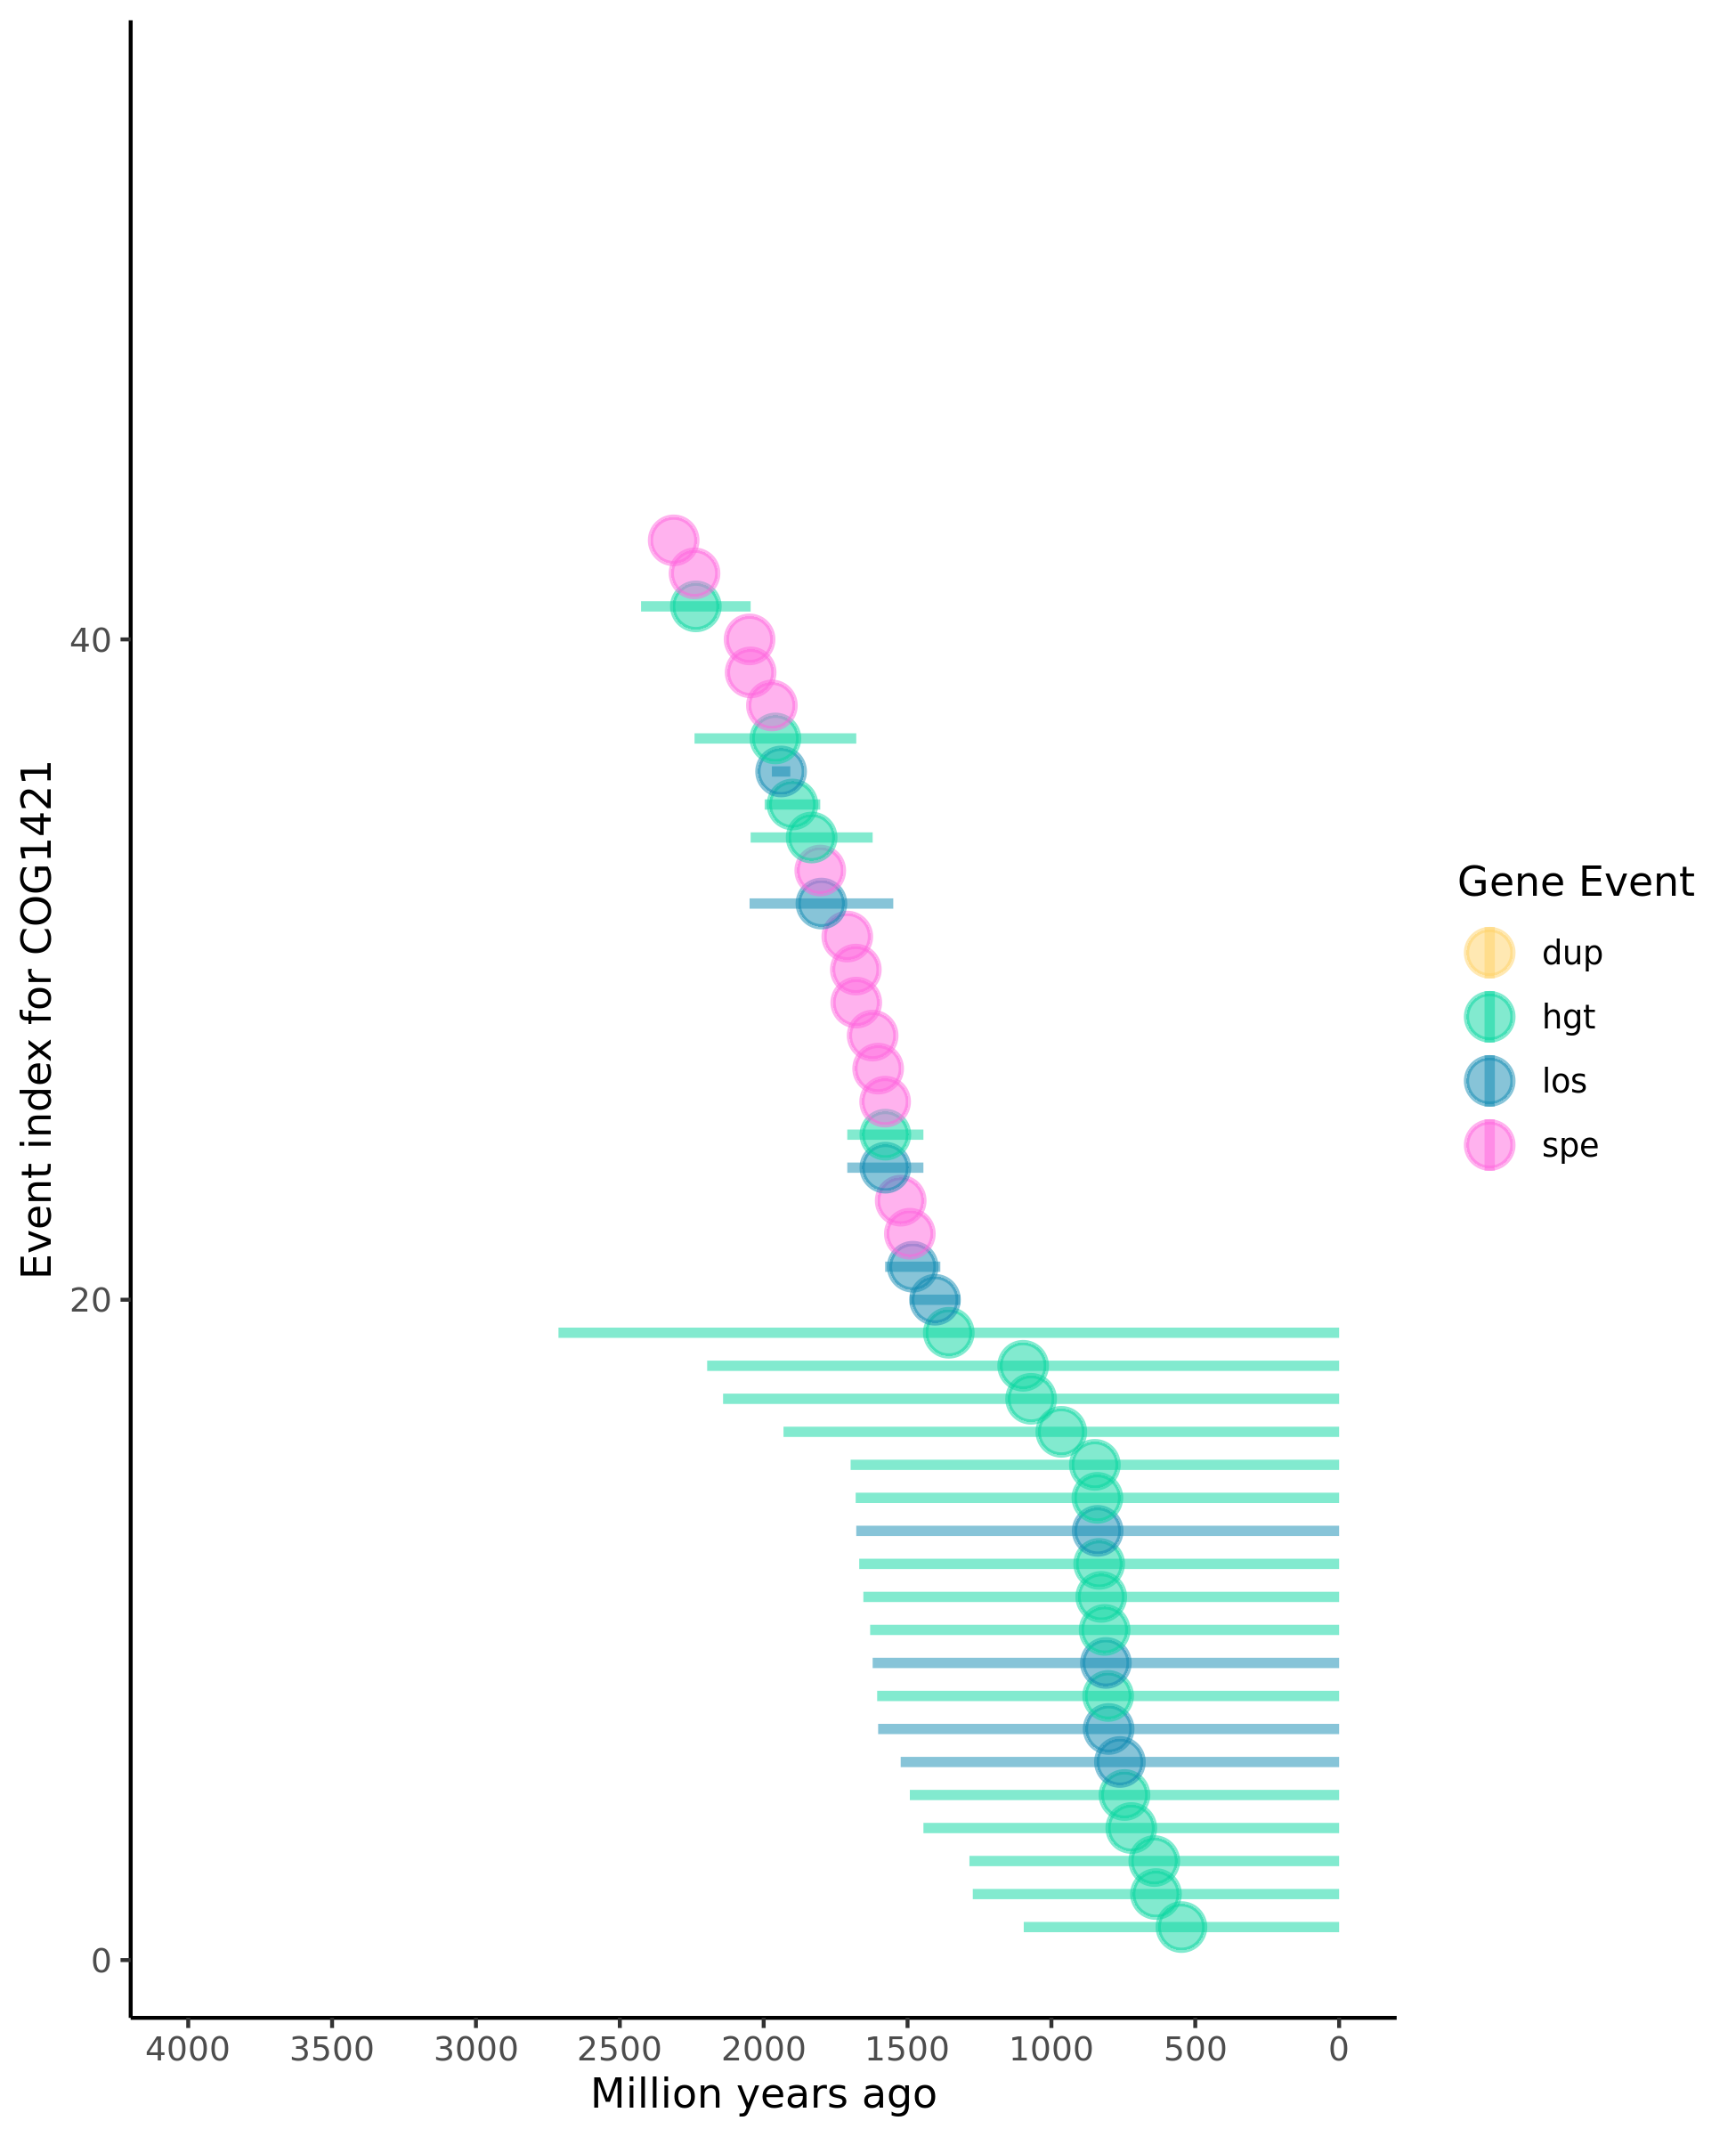 Event index for COG1421
40
20
0
4000 3500 3000 2500 2000 1500 1000 500 0
Million years ago
Gene Event
dup
hgt
los
spe